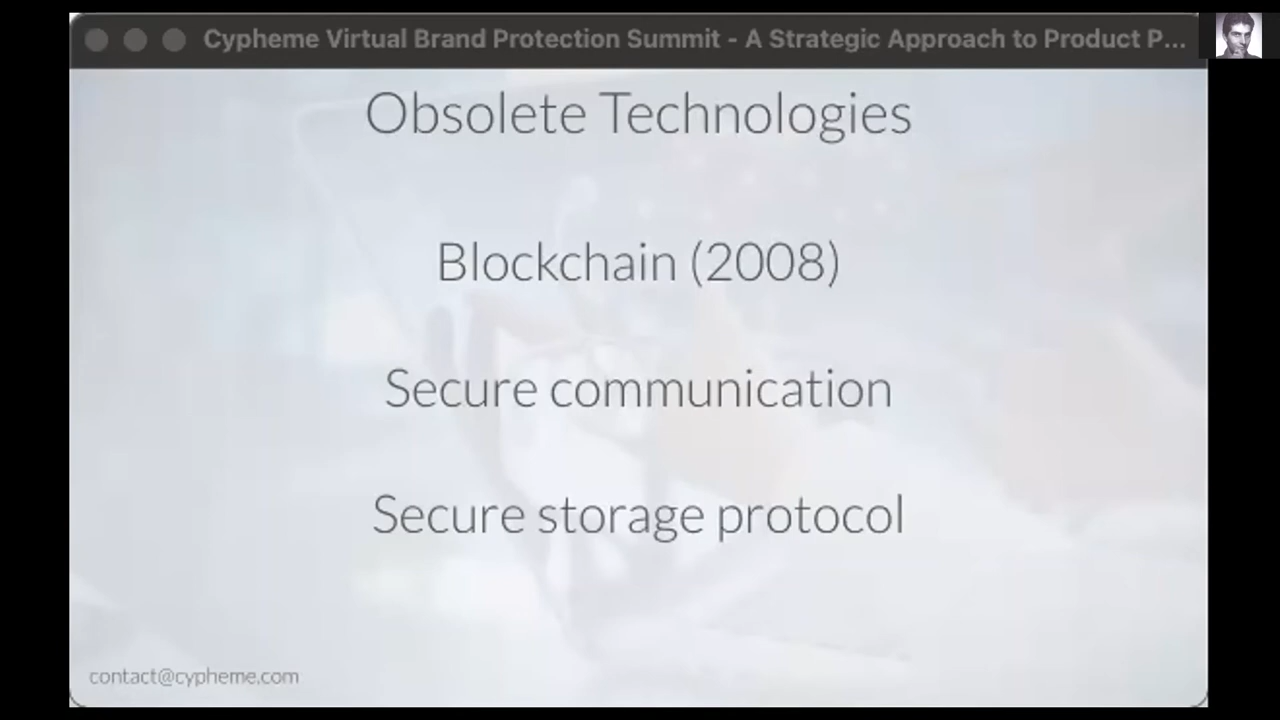 Cypheme Virtual Brand Protection Summit - A Strategic Approach to Product P...
Obsolete Technologies
Blockchain (2008)
Secure communication
Secure storage protocol
contact@cypheme.com